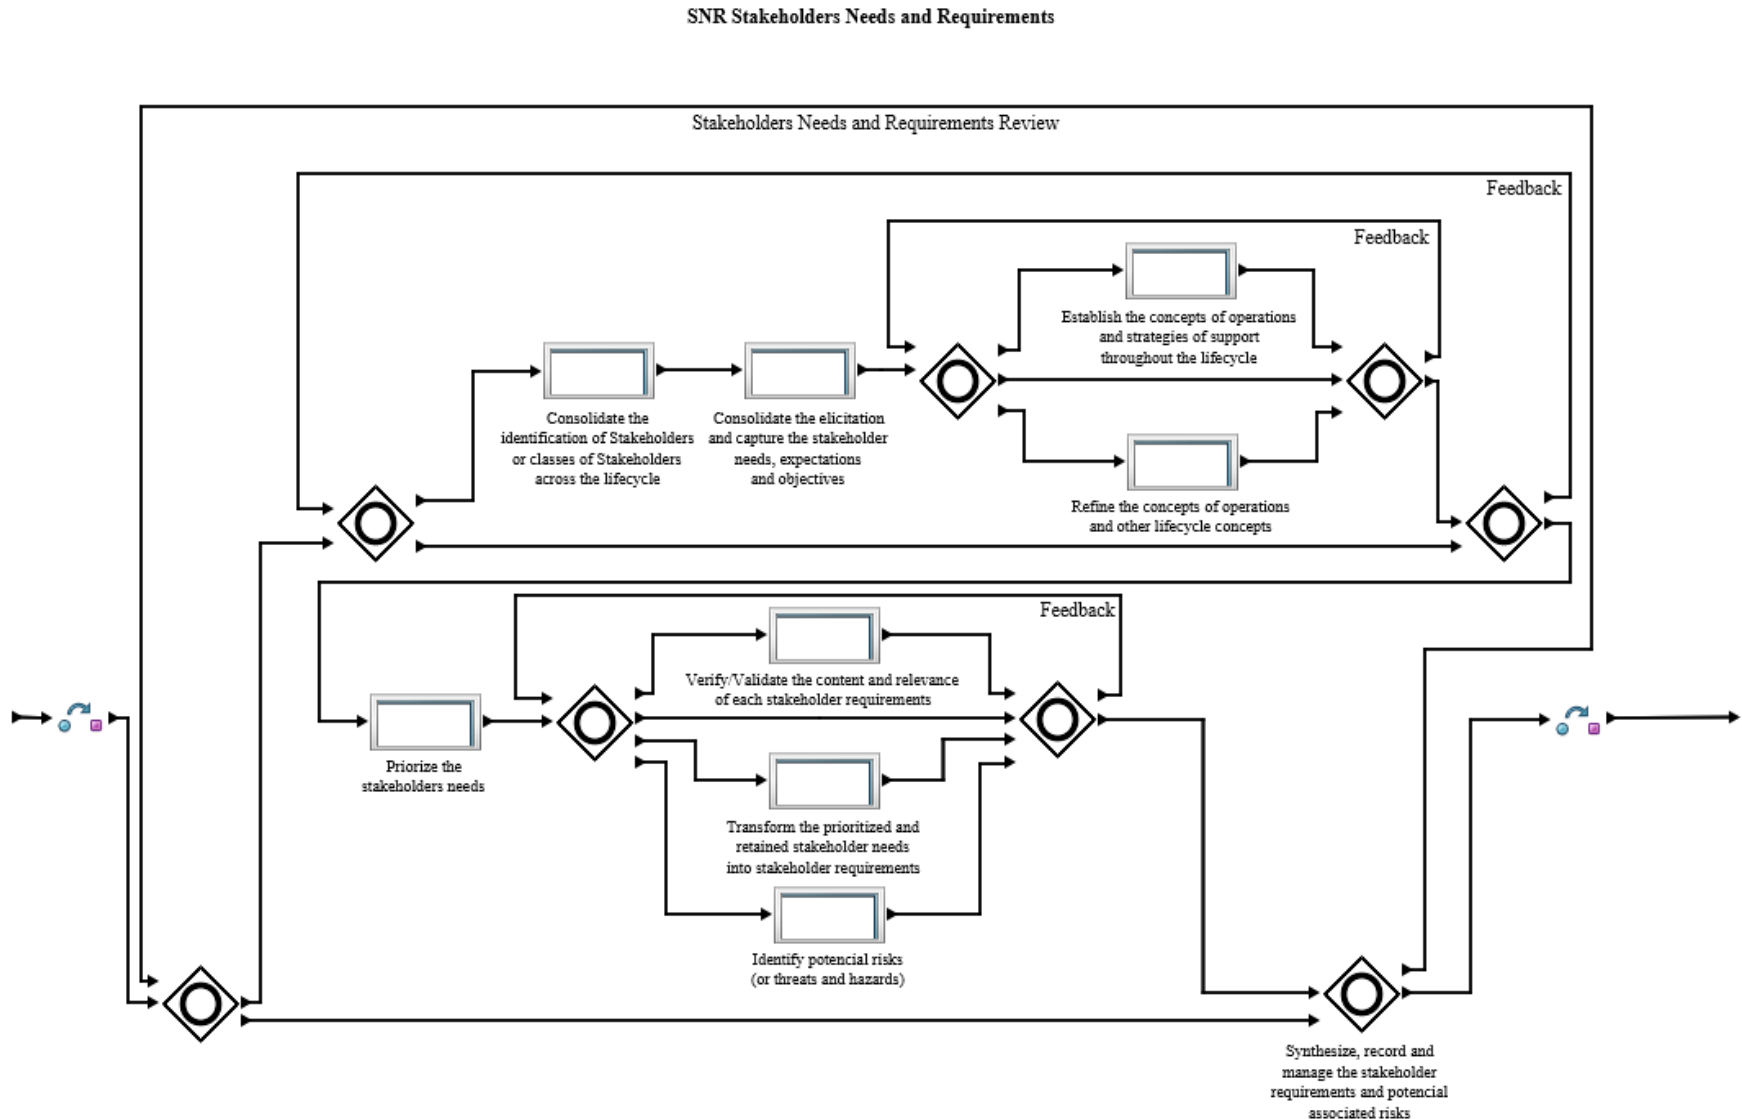 SNR Stakeholders Needs and Requirements
Stakeholders Needs and Requirements Review
Feedback
Feedback
Establish the concepts of operations
and strategies of support
throughout the lifecycle
Consolidate the
identification of Stakeholders
or classes of Stakeholders
across the lifecycle
Consolidate the elicitation
and capture the stakeholder
needs, expectations
and objectives
Refine the concepts of operations
and other lifecycle concepts
Feedback
Verify/Validate the content and relevance
of each stakeholder requirements
Priorize the
stakeholders needs
Transform the prioritized and
retained stakeholder needs
into stakeholder requirements
Identify potencial risks
(or threats and hazards)
Synthesize, record and
manage the stakeholder
requirements and potencial
associated risks